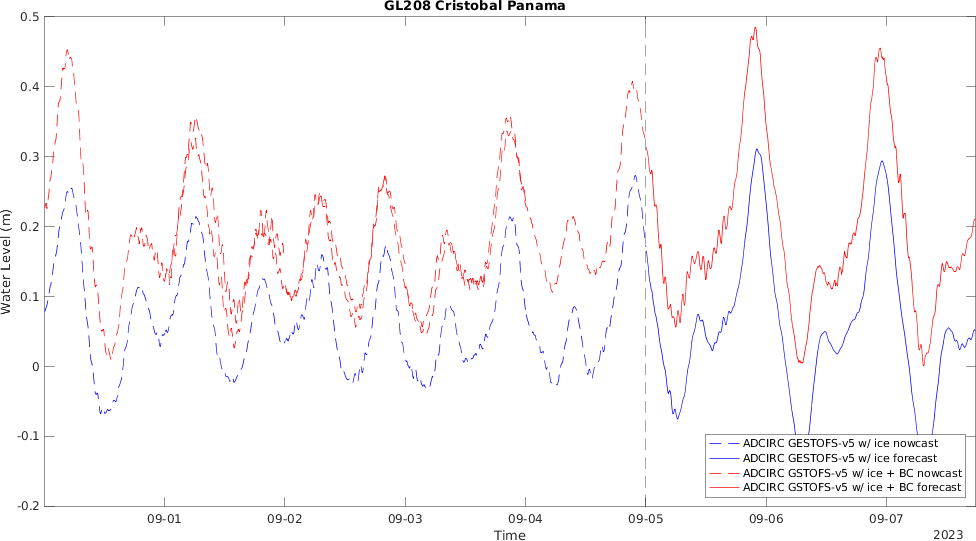 GL208 Cristobal Panama
0.5
0.4
0.3
0.2
0.1
0
-0.1
-0.2
Water Level (m)
ADCIRC GESTOFS-v5 w/ ice nowcast
ADCIRC GESTOFS-v5 w/ ice forecast
ADCIRC GSTOFS-v5 w/ ice + BC nowcast
ADCIRC GSTOFS-v5 w/ ice + BC forecast
09-01 09-02 09-03 09-04 09-05 09-06 09-07
Time
2023